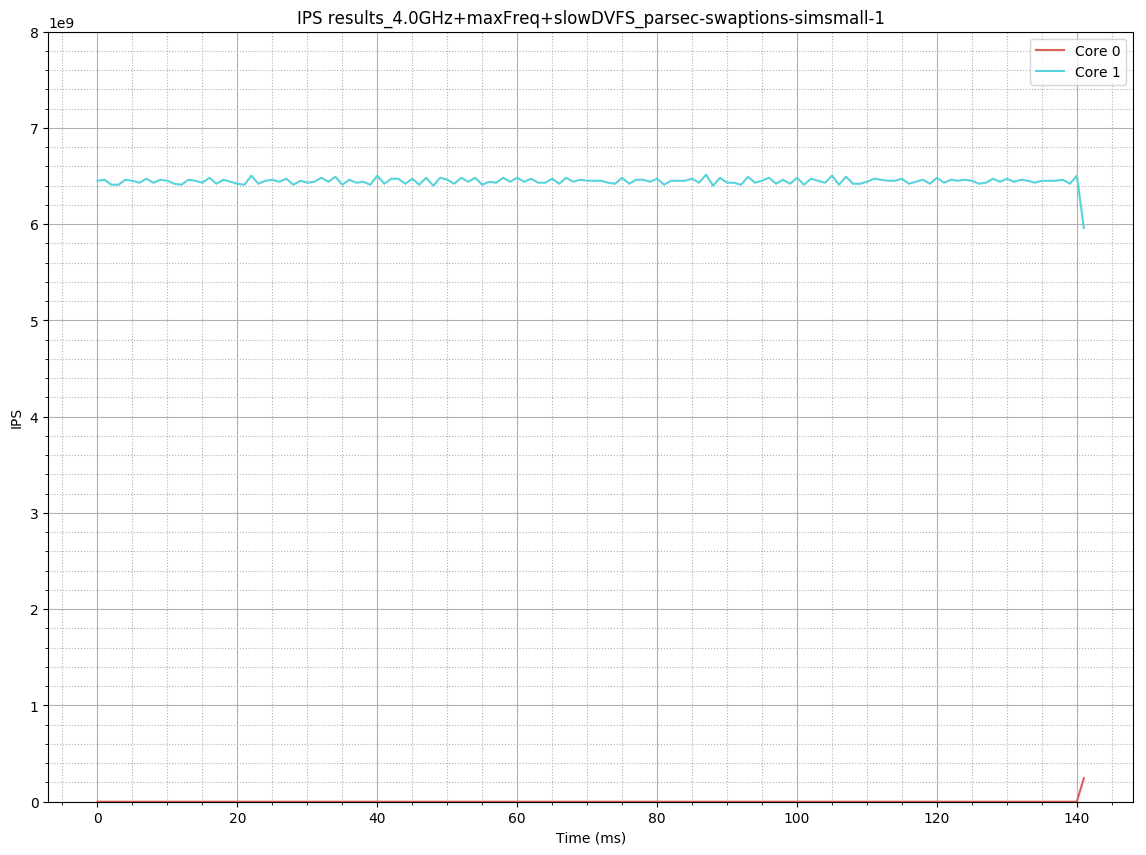 IPS results_4.0GHz+maxFreq+slowDVFS_parsec-swaptions-simsmall-1
1e9
Core 0
Core 1
8
7
6
5
4
3
2
1
0
IPS
0 20 40 60 80 100 120 140
Time (ms)